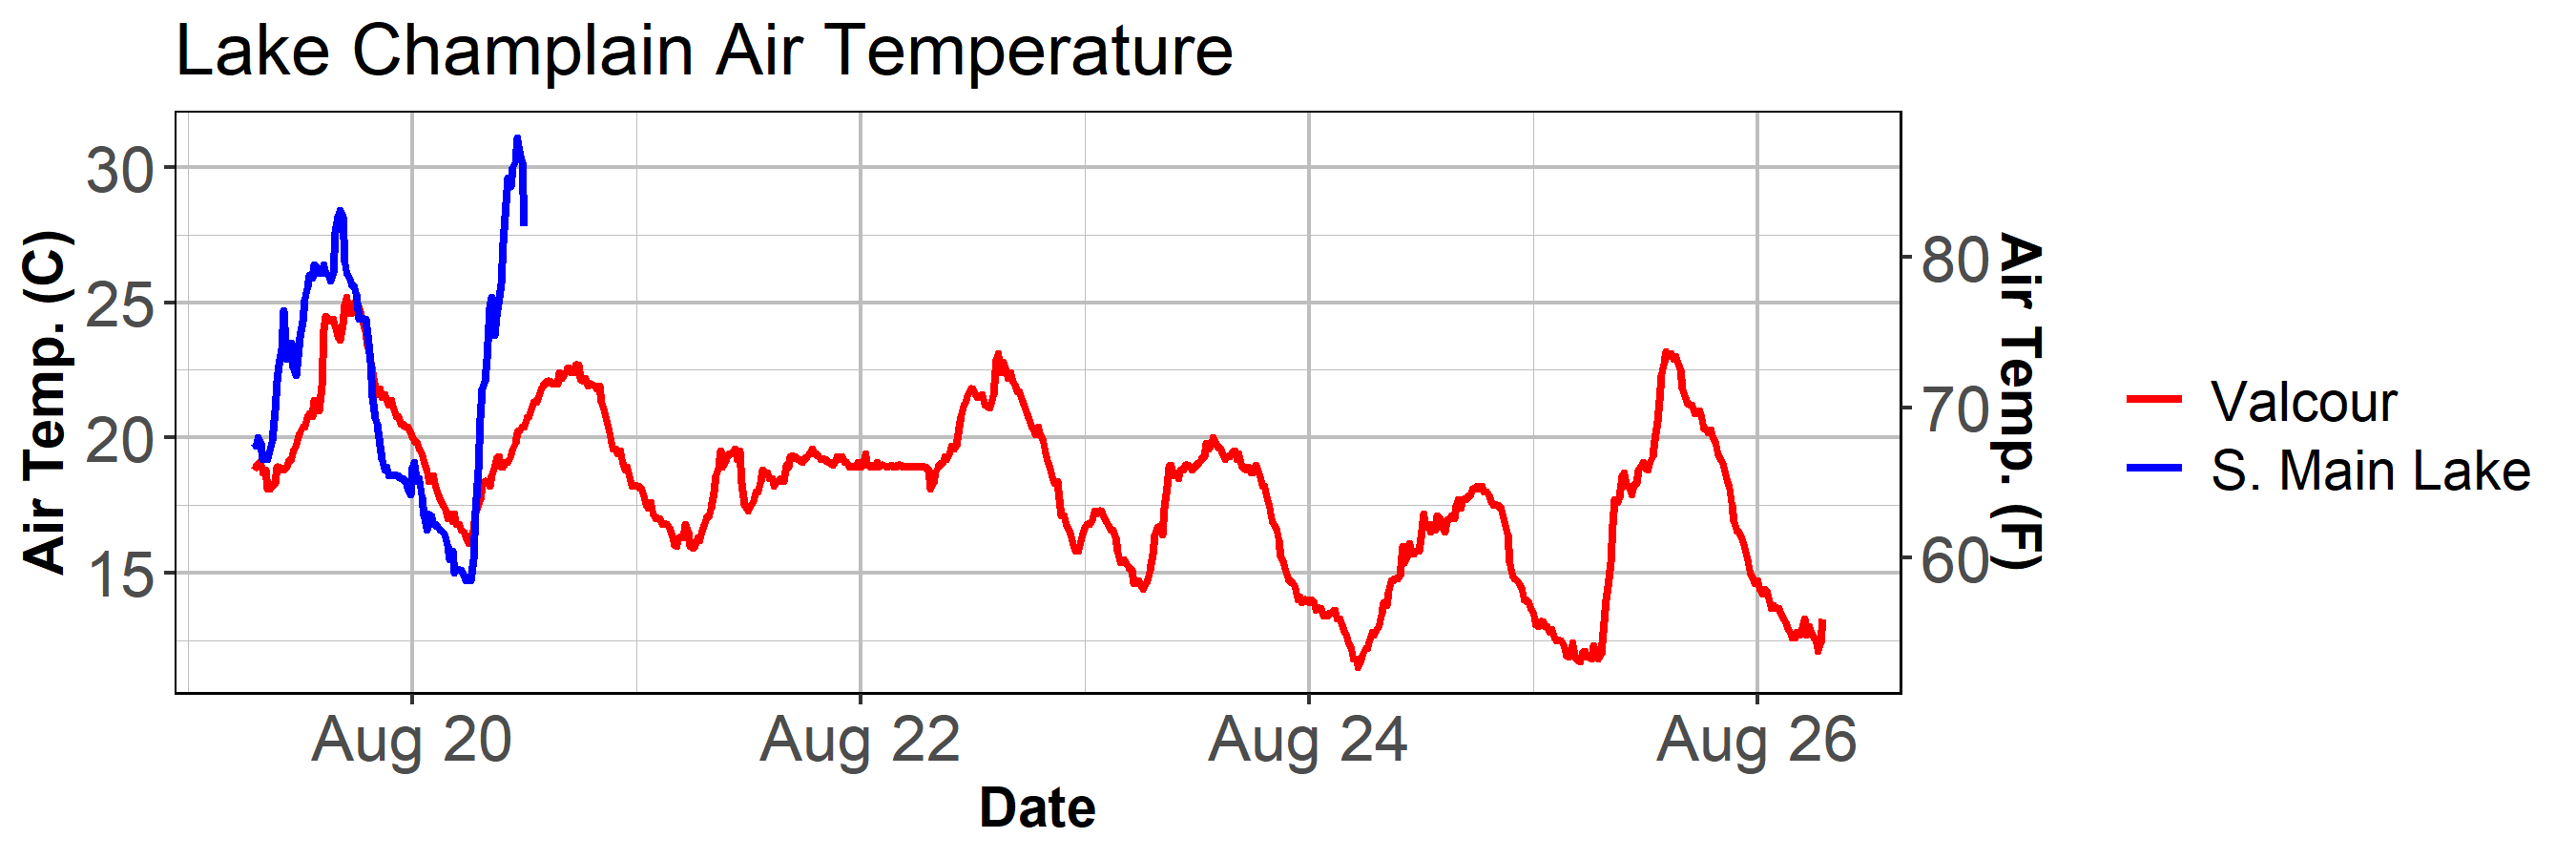 Lake Champlain Air Temperature
Air Temp. (C)
30
25
20
15
80
70
60
Air Temp. (F)
Valcour
S. Main Lake
Aug 20 Aug 22 Aug 24 Aug 26
Date